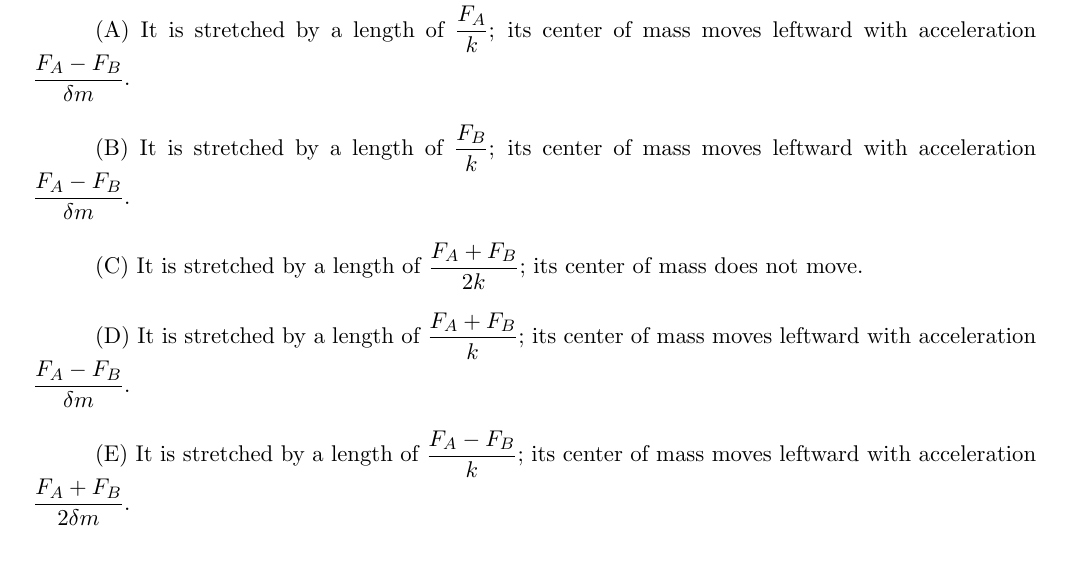 (A) It is stretched by a length of $\frac{F_A}{k}$; its center of mass moves leftward with acceleration
$\frac{F_A - F_B}{\delta m}$.
(B) It is stretched by a length of $\frac{F_B}{k}$; its center of mass moves leftward with acceleration
$\frac{F_A - F_B}{\delta m}$.
(C) It is stretched by a length of $\frac{F_A + F_B}{2k}$; its center of mass does not move.
(D) It is stretched by a length of $\frac{F_A + F_B}{k}$; its center of mass moves leftward with acceleration
$\frac{F_A - F_B}{\delta m}$.
(E) It is stretched by a length of $\frac{F_A - F_B}{k}$; its center of mass moves leftward with acceleration
$\frac{F_A + F_B}{2\delta m}$.